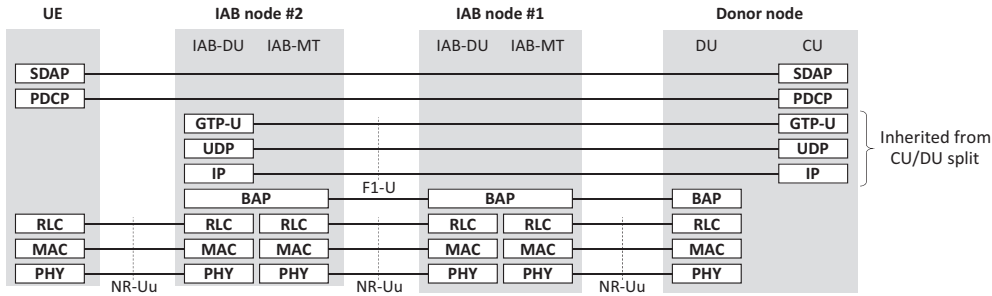 UE IAB node #2 IAB node #1 Donor node
IAB-DU IAB-MT IAB-DU IAB-MT DU CU
SDAP SDAP
PDCP PDCP
GTP-U GTP-U
UDP UDP
IP IP
Inherited from
CU/DU split
F1-U
BAP BAP BAP
RLC RLC RLC RLC RLC RLC
MAC MAC MAC MAC MAC MAC
PHY PHY PHY PHY PHY PHY
NR-Uu NR-Uu NR-Uu